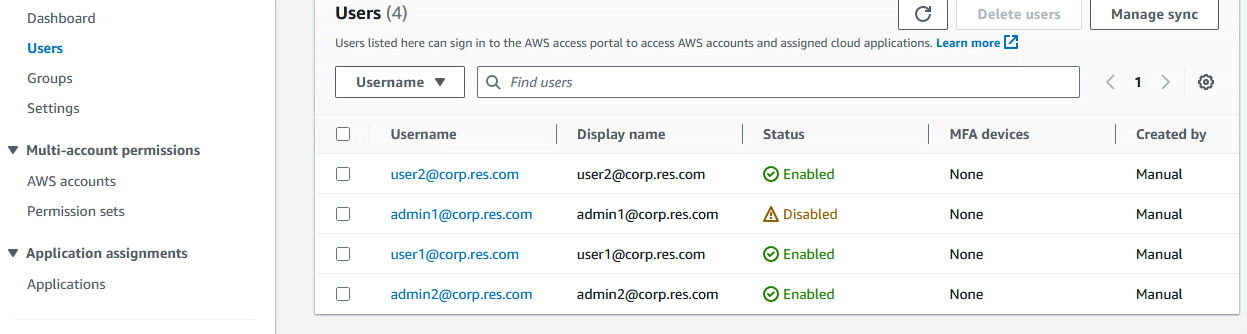 Dashboard
Users
Groups
Settings
Multi-account permissions
AWS accounts
Permission sets
Application assignments
Applications
Users (4)
Delete users
Manage sync
Users listed here can sign in to the AWS access portal to access AWS accounts and assigned cloud applications. Learn more
Username
Find users
1
Username Display name Status MFA devices Created by
user2@corp.res.com user2@corp.res.com Enabled None Manual
admin1@corp.res.com admin1@corp.res.com Disabled None Manual
user1@corp.res.com user1@corp.res.com Enabled None Manual
admin2@corp.res.com admin2@corp.res.com Enabled None Manual